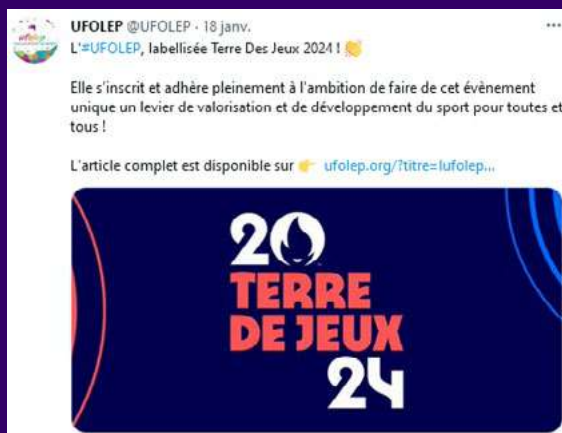 UFOLEP @UFOLEP · 18 janv.
L'#UFOLEP, labellisée Terre Des Jeux 2024 ! 👏
Elle s'inscrit et adhère pleinement à l'ambition de faire de cet évènement
unique un levier de valorisation et de développement du sport pour toutes et
tous !
L'article complet est disponible sur 👉 ufolep.org/?titre=lufolep...
20
TERRE
DE JEUX
24